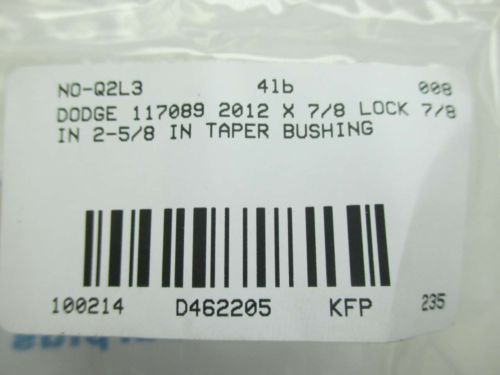 NO-Q2L3 4lb 008
DODGE 117089 2012 X 7/8 LOCK 7/8
IN 2-5/8 IN TAPER BUSHING
100214 D462205 KFP 235